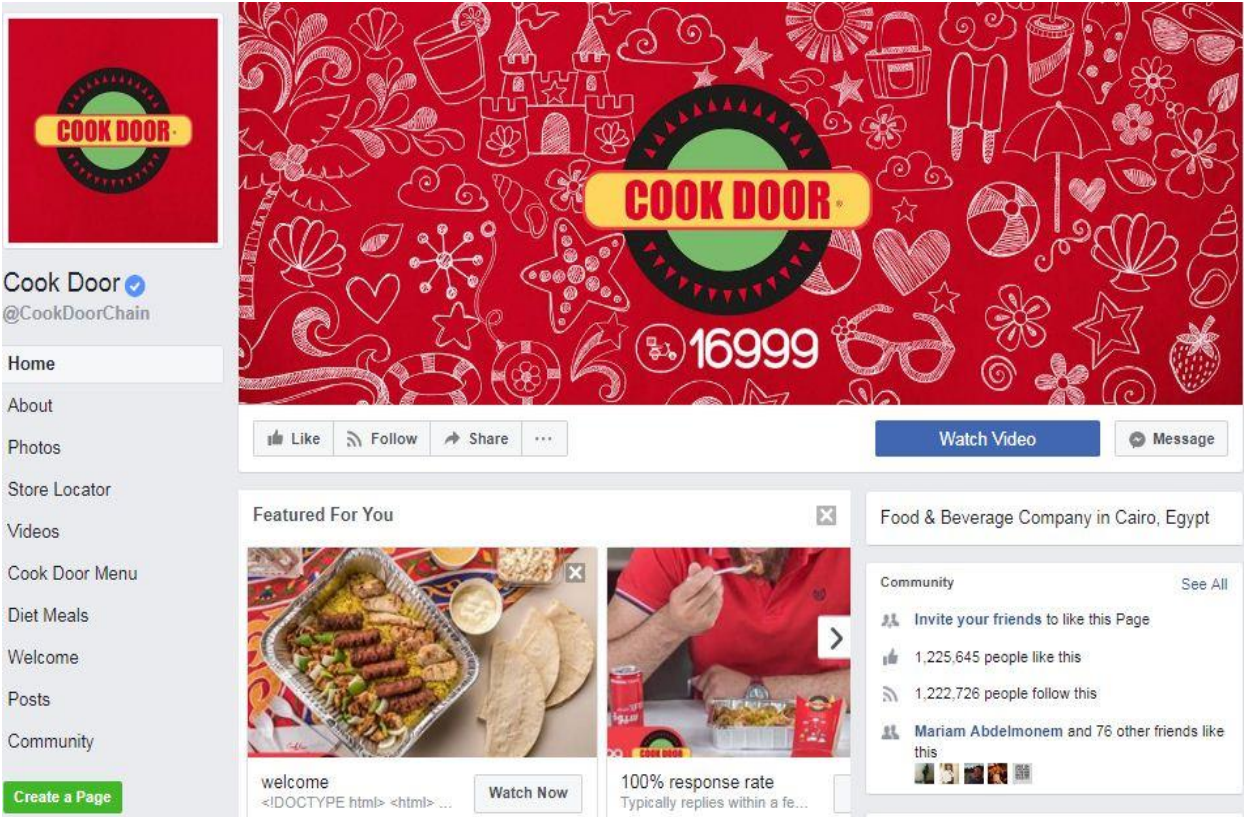 COOK DOOR
Cook Door
@CookDoorChain
Home
About
Photos
Store Locator
Videos
Cook Door Menu
Diet Meals
Welcome
Posts
Community
Create a Page
COOK DOOR
16999
Like
Follow
Share
...
Watch Video
Message
Featured For You
welcome
<!DOCTYPE html> <html> ...
Watch Now
COOK DOOR
100% response rate
Typically replies within a fe...
Food & Beverage Company in Cairo, Egypt
Community
See All
Invite your friends to like this Page
1,225,645 people like this
1,222,726 people follow this
Mariam Abdelmonem and 76 other friends like
this